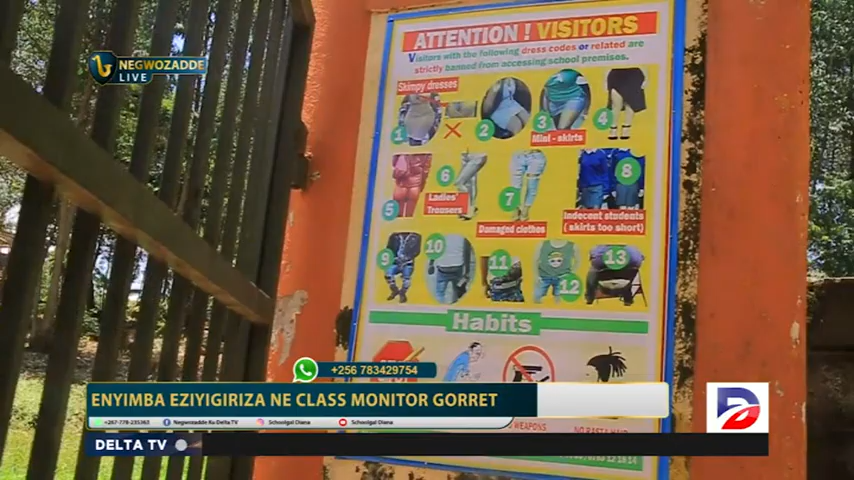 ATTENTION ! VISITORS
Visitors with the following dress codes or related are
strictly banned from accessing school premises.
NEGWOZADDE
LIVE
Skimpy dresses
1
2
3
4
Mini - skirts
5
6
7
8
Ladies'
Trousers
Damaged clothes
Indecent students
(skirts too short)
9
10
11
12
13
Habits
+256 783429754
ENYIMBA EZIYIGIRIZA NE CLASS MONITOR GORRET
Negwozadde Ku Delta TV
Schoolgal Diana
Schoolgal Diana
WEAPONS
DELTA TV